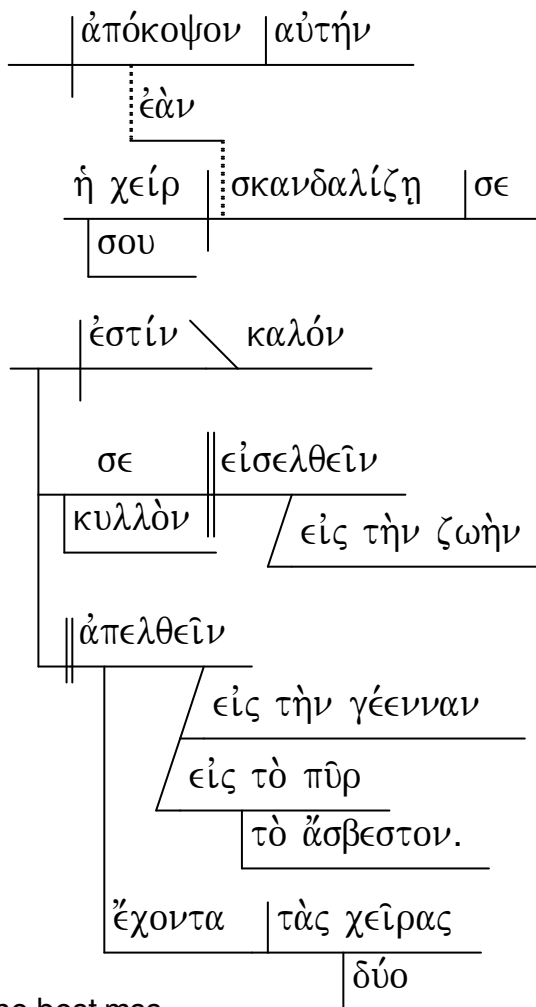 ἀπόκοψον αὐτήν
ἐὰν
ἡ χείρ σκανδαλίζῃ σε
σου
ἐστίν καλόν
σε εἰσελθεῖν
κυλλὸν εἰς τὴν ζωὴν
ἀπελθεῖν
εἰς τὴν γέενναν
εἰς τὸ πῦρ
τὸ ἄσβεστον.
ἔχοντα τὰς χεῖρας
δύο